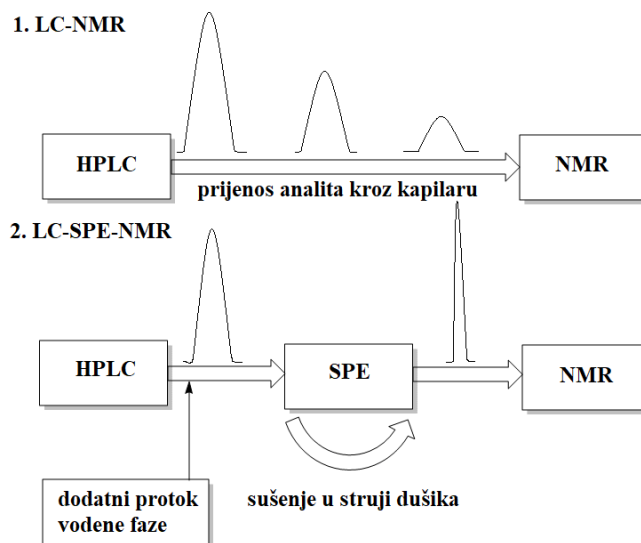 1. LC-NMR
HPLC
NMR
prijenos analita kroz kapilaru
2. LC-SPE-NMR
HPLC
SPE
NMR
dodatni protok
vodene faze
sušenje u struji dušika